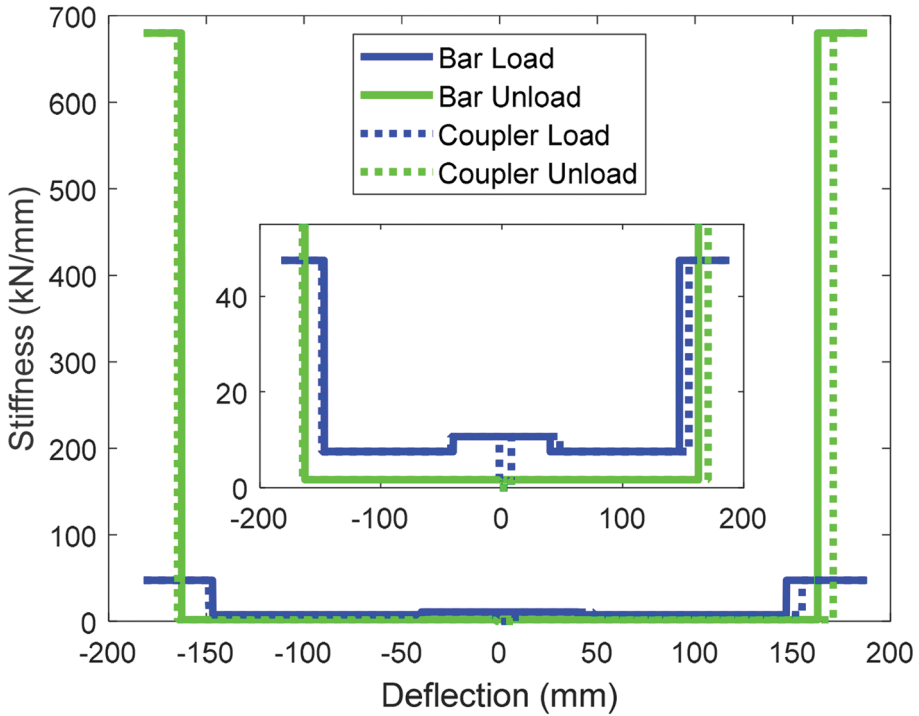 700
600
500
400
300
200
100
0
Stiffness (kN/mm)
Bar Load
Bar Unload
Coupler Load
Coupler Unload
40
20
0
-200 -100 0 100 200
-200 -150 -100 -50 0 50 100 150 200
Deflection (mm)